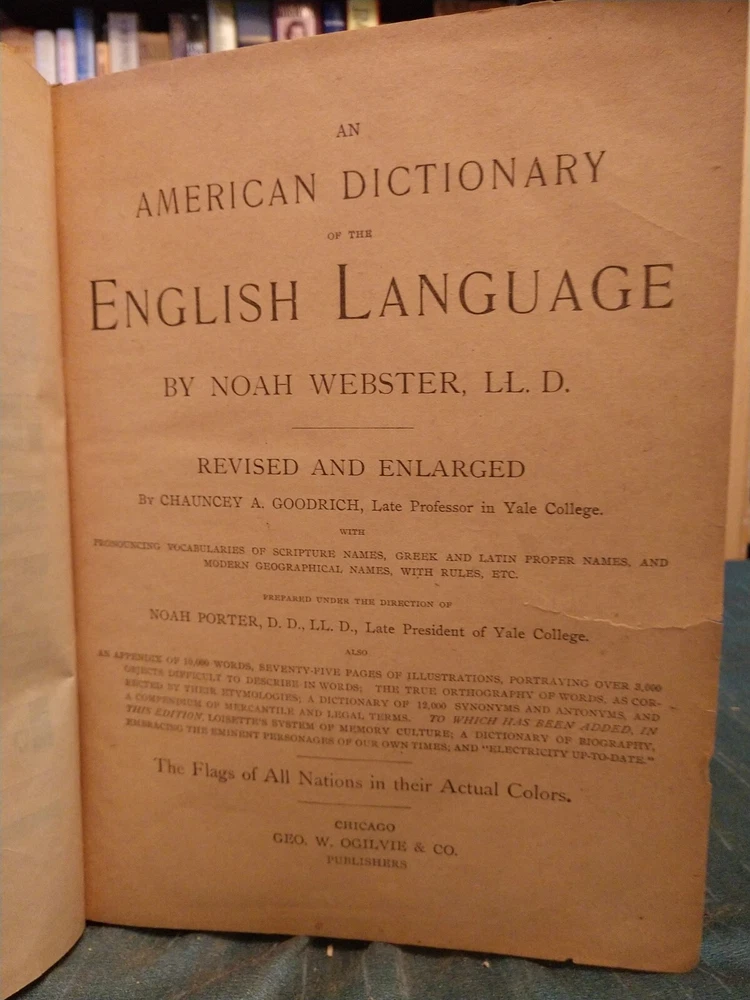 AN
AMERICAN DICTIONARY
OF THE
ENGLISH LANGUAGE
BY NOAH WEBSTER, LL. D.
REVISED AND ENLARGED
By CHAUNCEY A. GOODRICH, Late Professor in Yale College.
WITH
PRONOUNCING VOCABULARIES OF SCRIPTURE NAMES, GREEK AND LATIN PROPER NAMES, AND
MODERN GEOGRAPHICAL NAMES, WITH RULES, ETC.
PREPARED UNDER THE DIRECTION OF
NOAH PORTER, D. D., LL. D., Late President of Yale College.
ALSO
AN APPENDIX OF 10,000 WORDS, SEVENTY-FIVE PAGES OF ILLUSTRATIONS, PORTRAYING OVER 3,000
OBJECTS DIFFICULT TO DESCRIBE IN WORDS; THE TRUE ORTHOGRAPHY OF WORDS, AS COR-
RECTED BY THEIR ETYMOLOGIES; A DICTIONARY OF 12,000 SYNONYMS AND ANTONYMS, AND
A COMPENDIUM OF MERCANTILE AND LEGAL TERMS. TO WHICH HAS BEEN ADDED, IN
THIS EDITION, LOISETTE'S SYSTEM OF MEMORY CULTURE; A DICTIONARY OF BIOGRAPHY,
EMBRACING THE EMINENT PERSONAGES OF OUR OWN TIMES; AND "ELECTRICITY UP-TO-DATE."
The Flags of All Nations in their Actual Colors.
CHICAGO
GEO. W. OGILVIE & CO.
PUBLISHERS